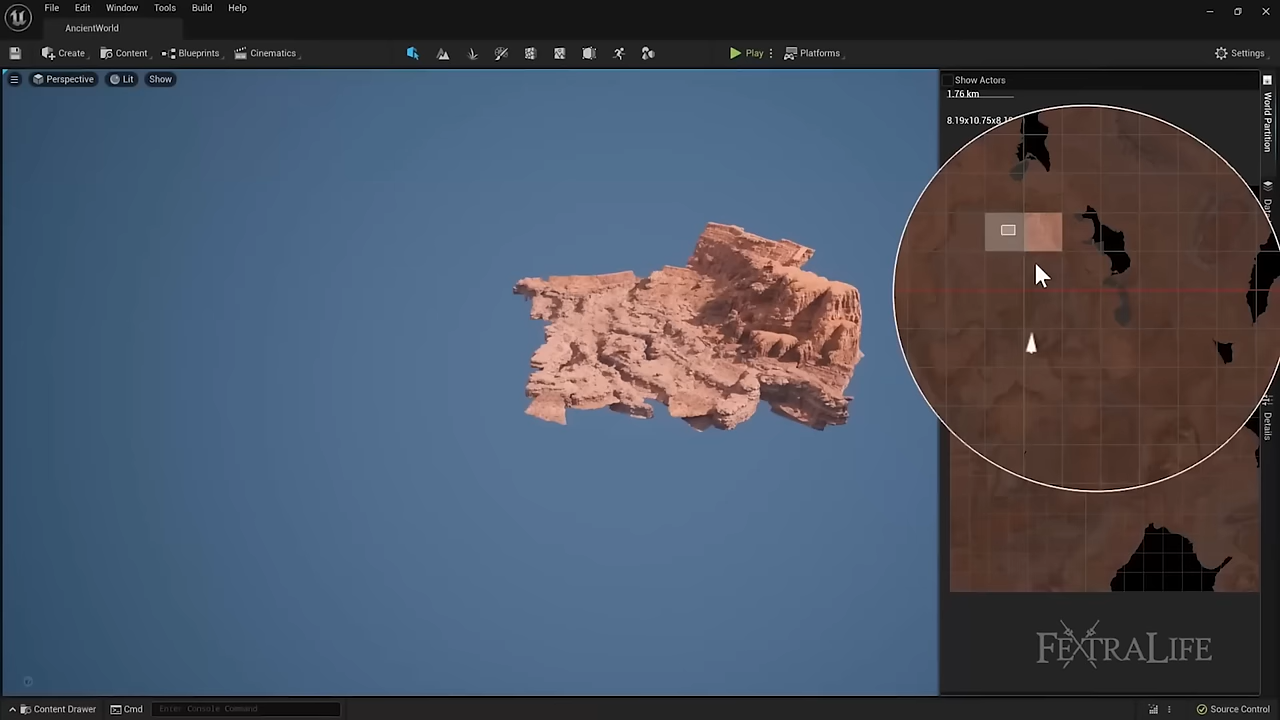 File Edit Window Tools Build Help
AncientWorld
Create Content Blueprints Cinematics Play Platforms Settings
Perspective Lit Show
Show Actors
1.76 km
World Partition
Details
FEXTRALIFE
Content Drawer Cmd Enter Console Command Source Control